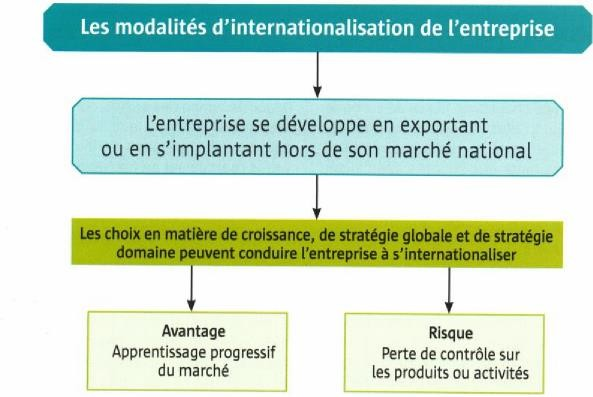 Les modalités d'internationalisation de l'entreprise
L'entreprise se développe en exportant
ou en s'implantant hors de son marché national
Les choix en matière de croissance, de stratégie globale et de stratégie
domaine peuvent conduire l'entreprise à s'internationaliser
Avantage
Apprentissage progressif
du marché
Risque
Perte de contrôle sur
les produits ou activités